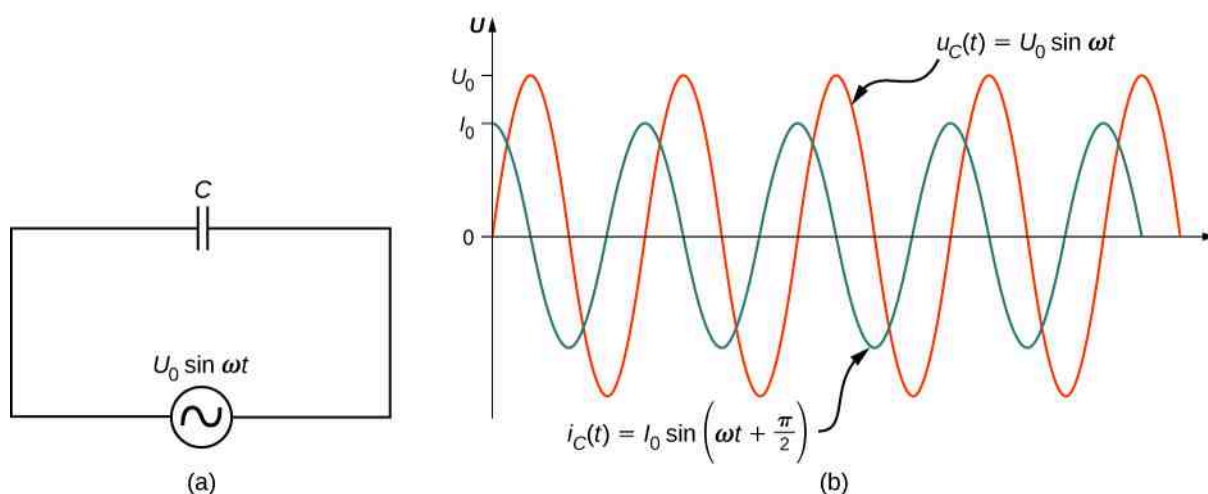 C
U₀ sin ωt
(a)
U
U₀
I₀
0
u_C(t) = U₀ sin ωt
i_C(t) = I₀ sin (ωt + π/2)
(b)